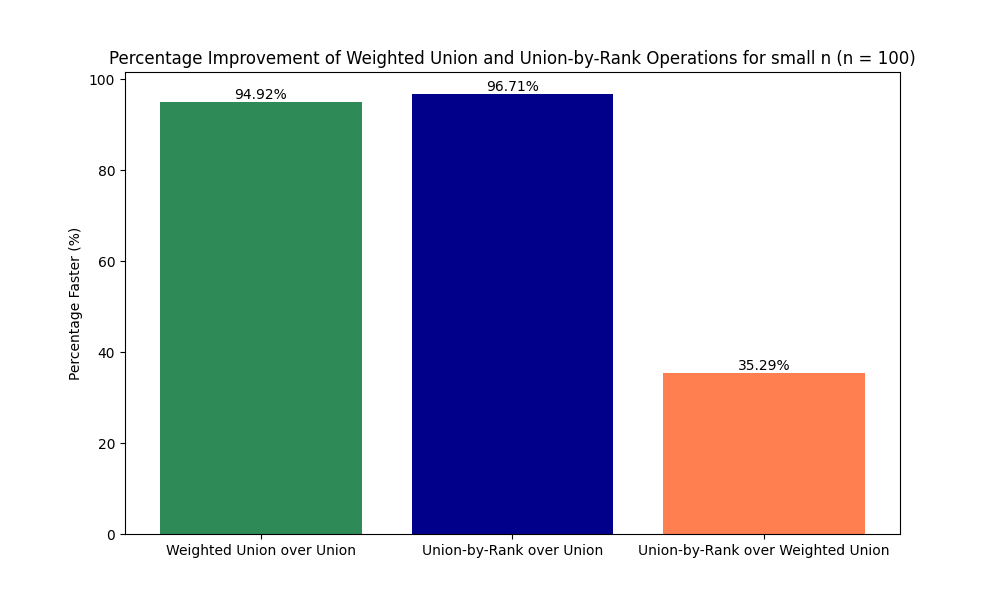 Percentage Improvement of Weighted Union and Union-by-Rank Operations for small n (n = 100)
Percentage Faster (%)
100
80
60
40
20
0
94.92%
96.71%
35.29%
Weighted Union over Union
Union-by-Rank over Union
Union-by-Rank over Weighted Union